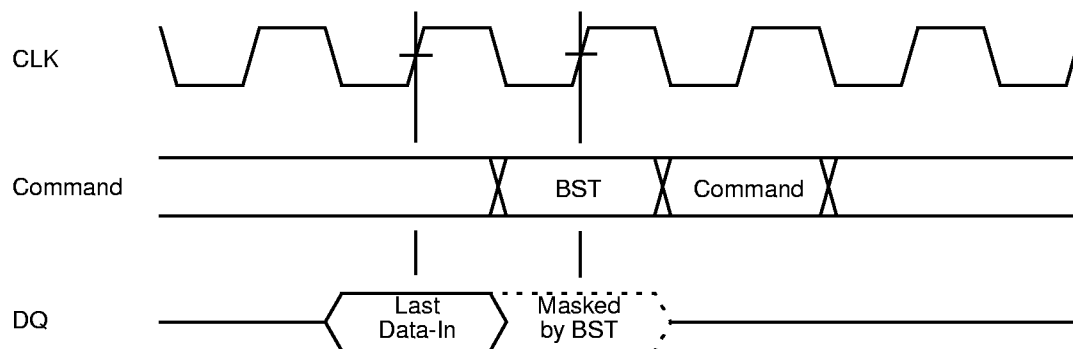 CLK
Command
BST
Command
DQ
Last
Data-In
Masked
by BST